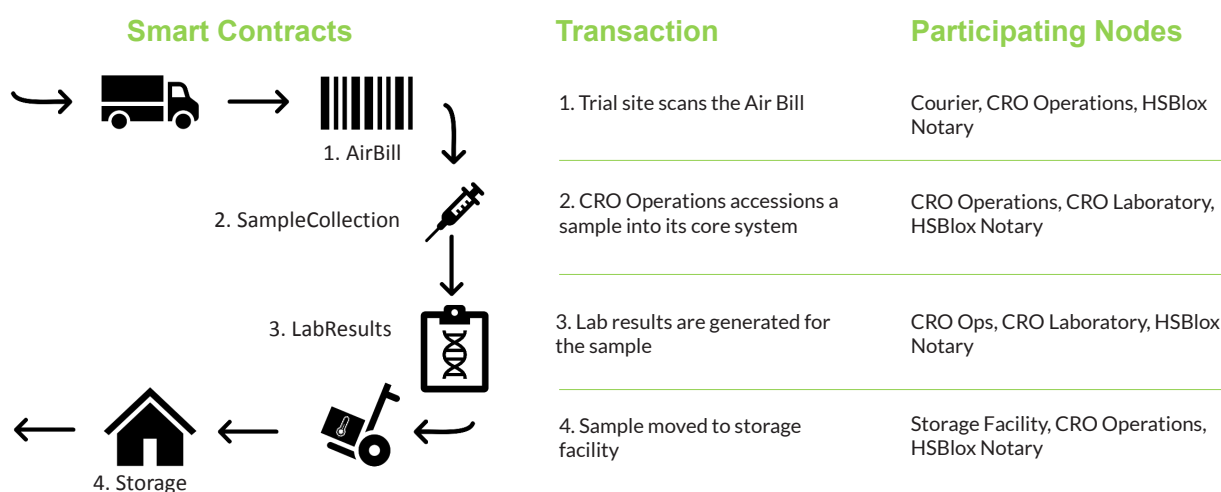 Smart Contracts
Transaction
Participating Nodes
1. AirBill
1. Trial site scans the Air Bill
Courier, CRO Operations, HSBlox
Notary
2. SampleCollection
2. CRO Operations accessions a
sample into its core system
CRO Operations, CRO Laboratory,
HSBlox Notary
3. LabResults
3. Lab results are generated for
the sample
CRO Ops, CRO Laboratory, HSBlox
Notary
4. Storage
4. Sample moved to storage
facility
Storage Facility, CRO Operations,
HSBlox Notary